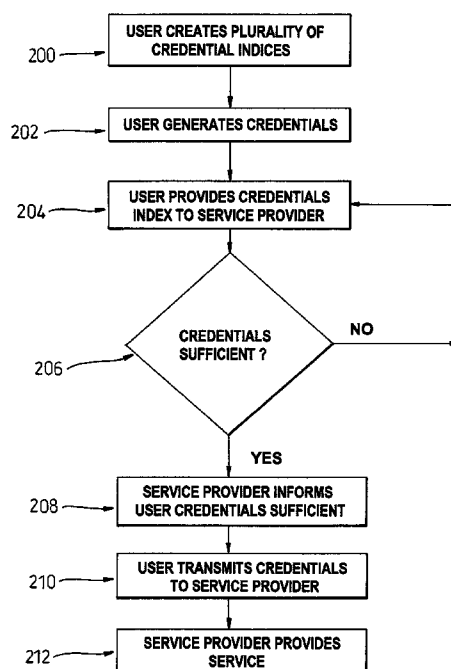 200
USER CREATES PLURALITY OF
CREDENTIAL INDICES
202
USER GENERATES CREDENTIALS
204
USER PROVIDES CREDENTIALS
INDEX TO SERVICE PROVIDER
206
CREDENTIALS
SUFFICIENT ?
NO
YES
208
SERVICE PROVIDER INFORMS
USER CREDENTIALS SUFFICIENT
210
USER TRANSMITS CREDENTIALS
TO SERVICE PROVIDER
212
SERVICE PROVIDER PROVIDES
SERVICE